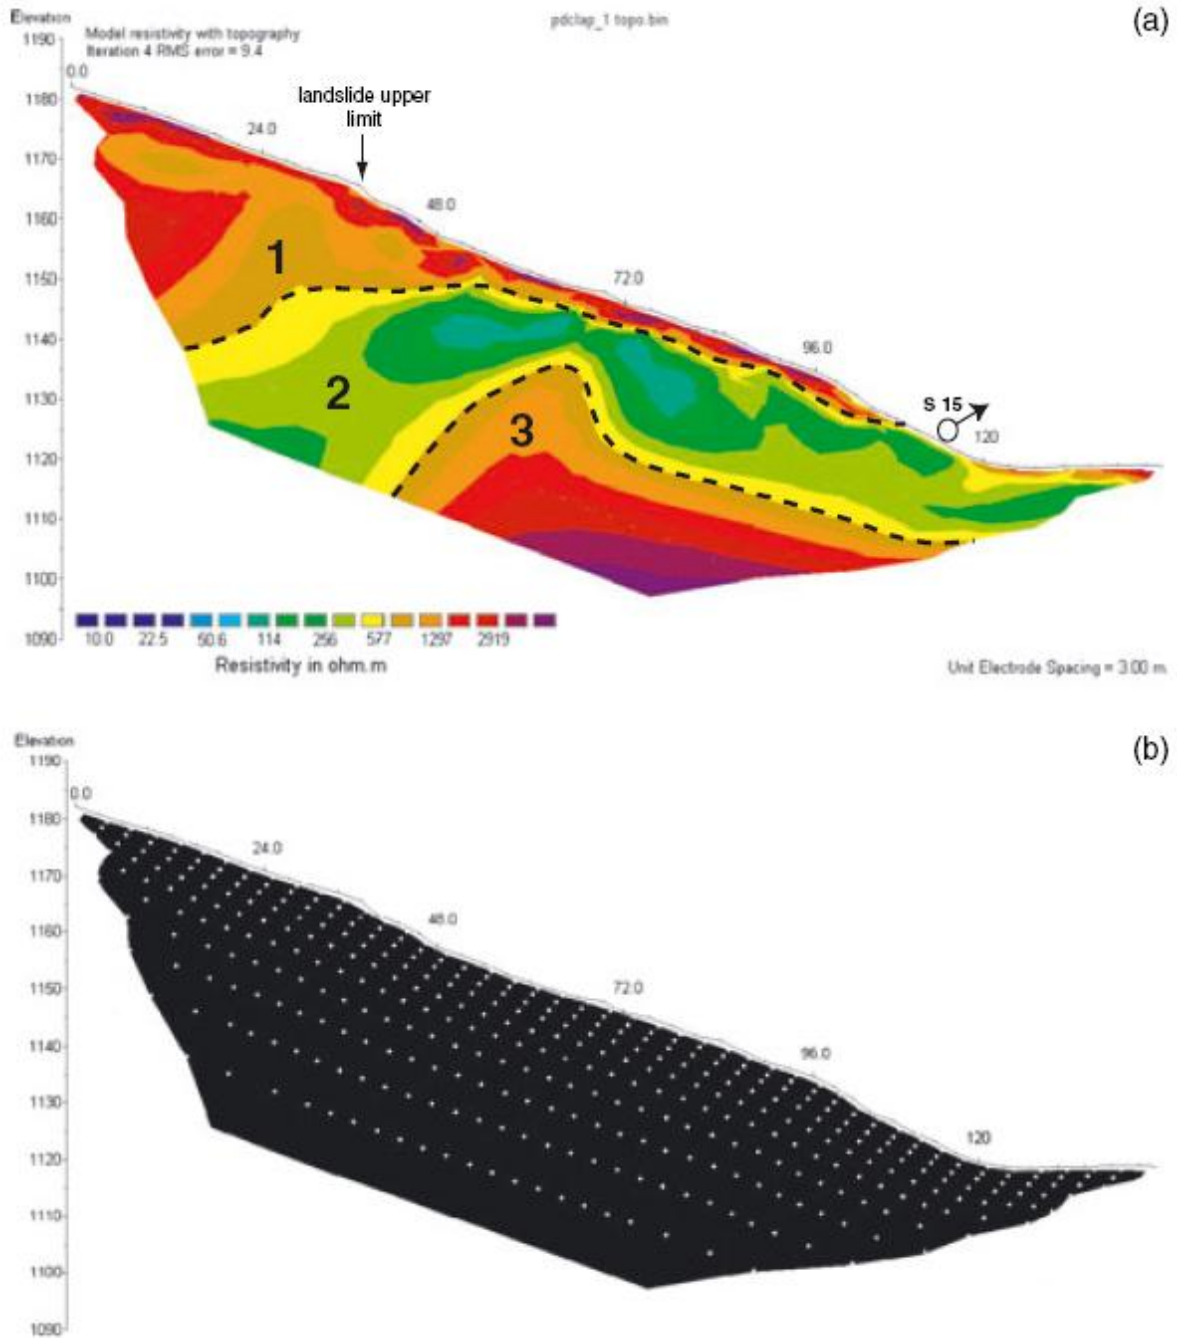 Elevation
pdclap_1 topo.bin
(a)
1190
Model resistivity with topography
Iteration 4 RMS error = 9.4
0.0
landslide upper
limit
1180
24.0
1170
48.0
1160
1
1150
72.0
1140
96.0
2
1130
S 15
3
120
1120
1110
1100
1090
10.0 22.5 50.6 114 256 577 1297 2919
Resistivity in ohm.m
Unit Electrode Spacing = 3.00 m
Elevation
(b)
1190
0.0
1180
24.0
1170
48.0
1160
1150
72.0
1140
96.0
1130
120
1120
1110
1100
1090